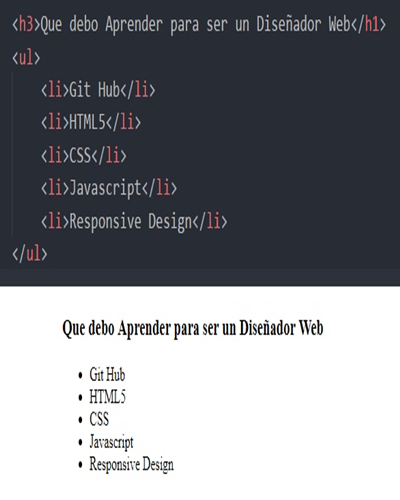 <h3>Que debo Aprender para ser un Diseñador Web</h1>
<ul>
<li>Git Hub</li>
<li>HTML5</li>
<li>CSS</li>
<li>Javascript</li>
<li>Responsive Design</li>
</ul>
Que debo Aprender para ser un Diseñador Web
• Git Hub
• HTML5
• CSS
• Javascript
• Responsive Design